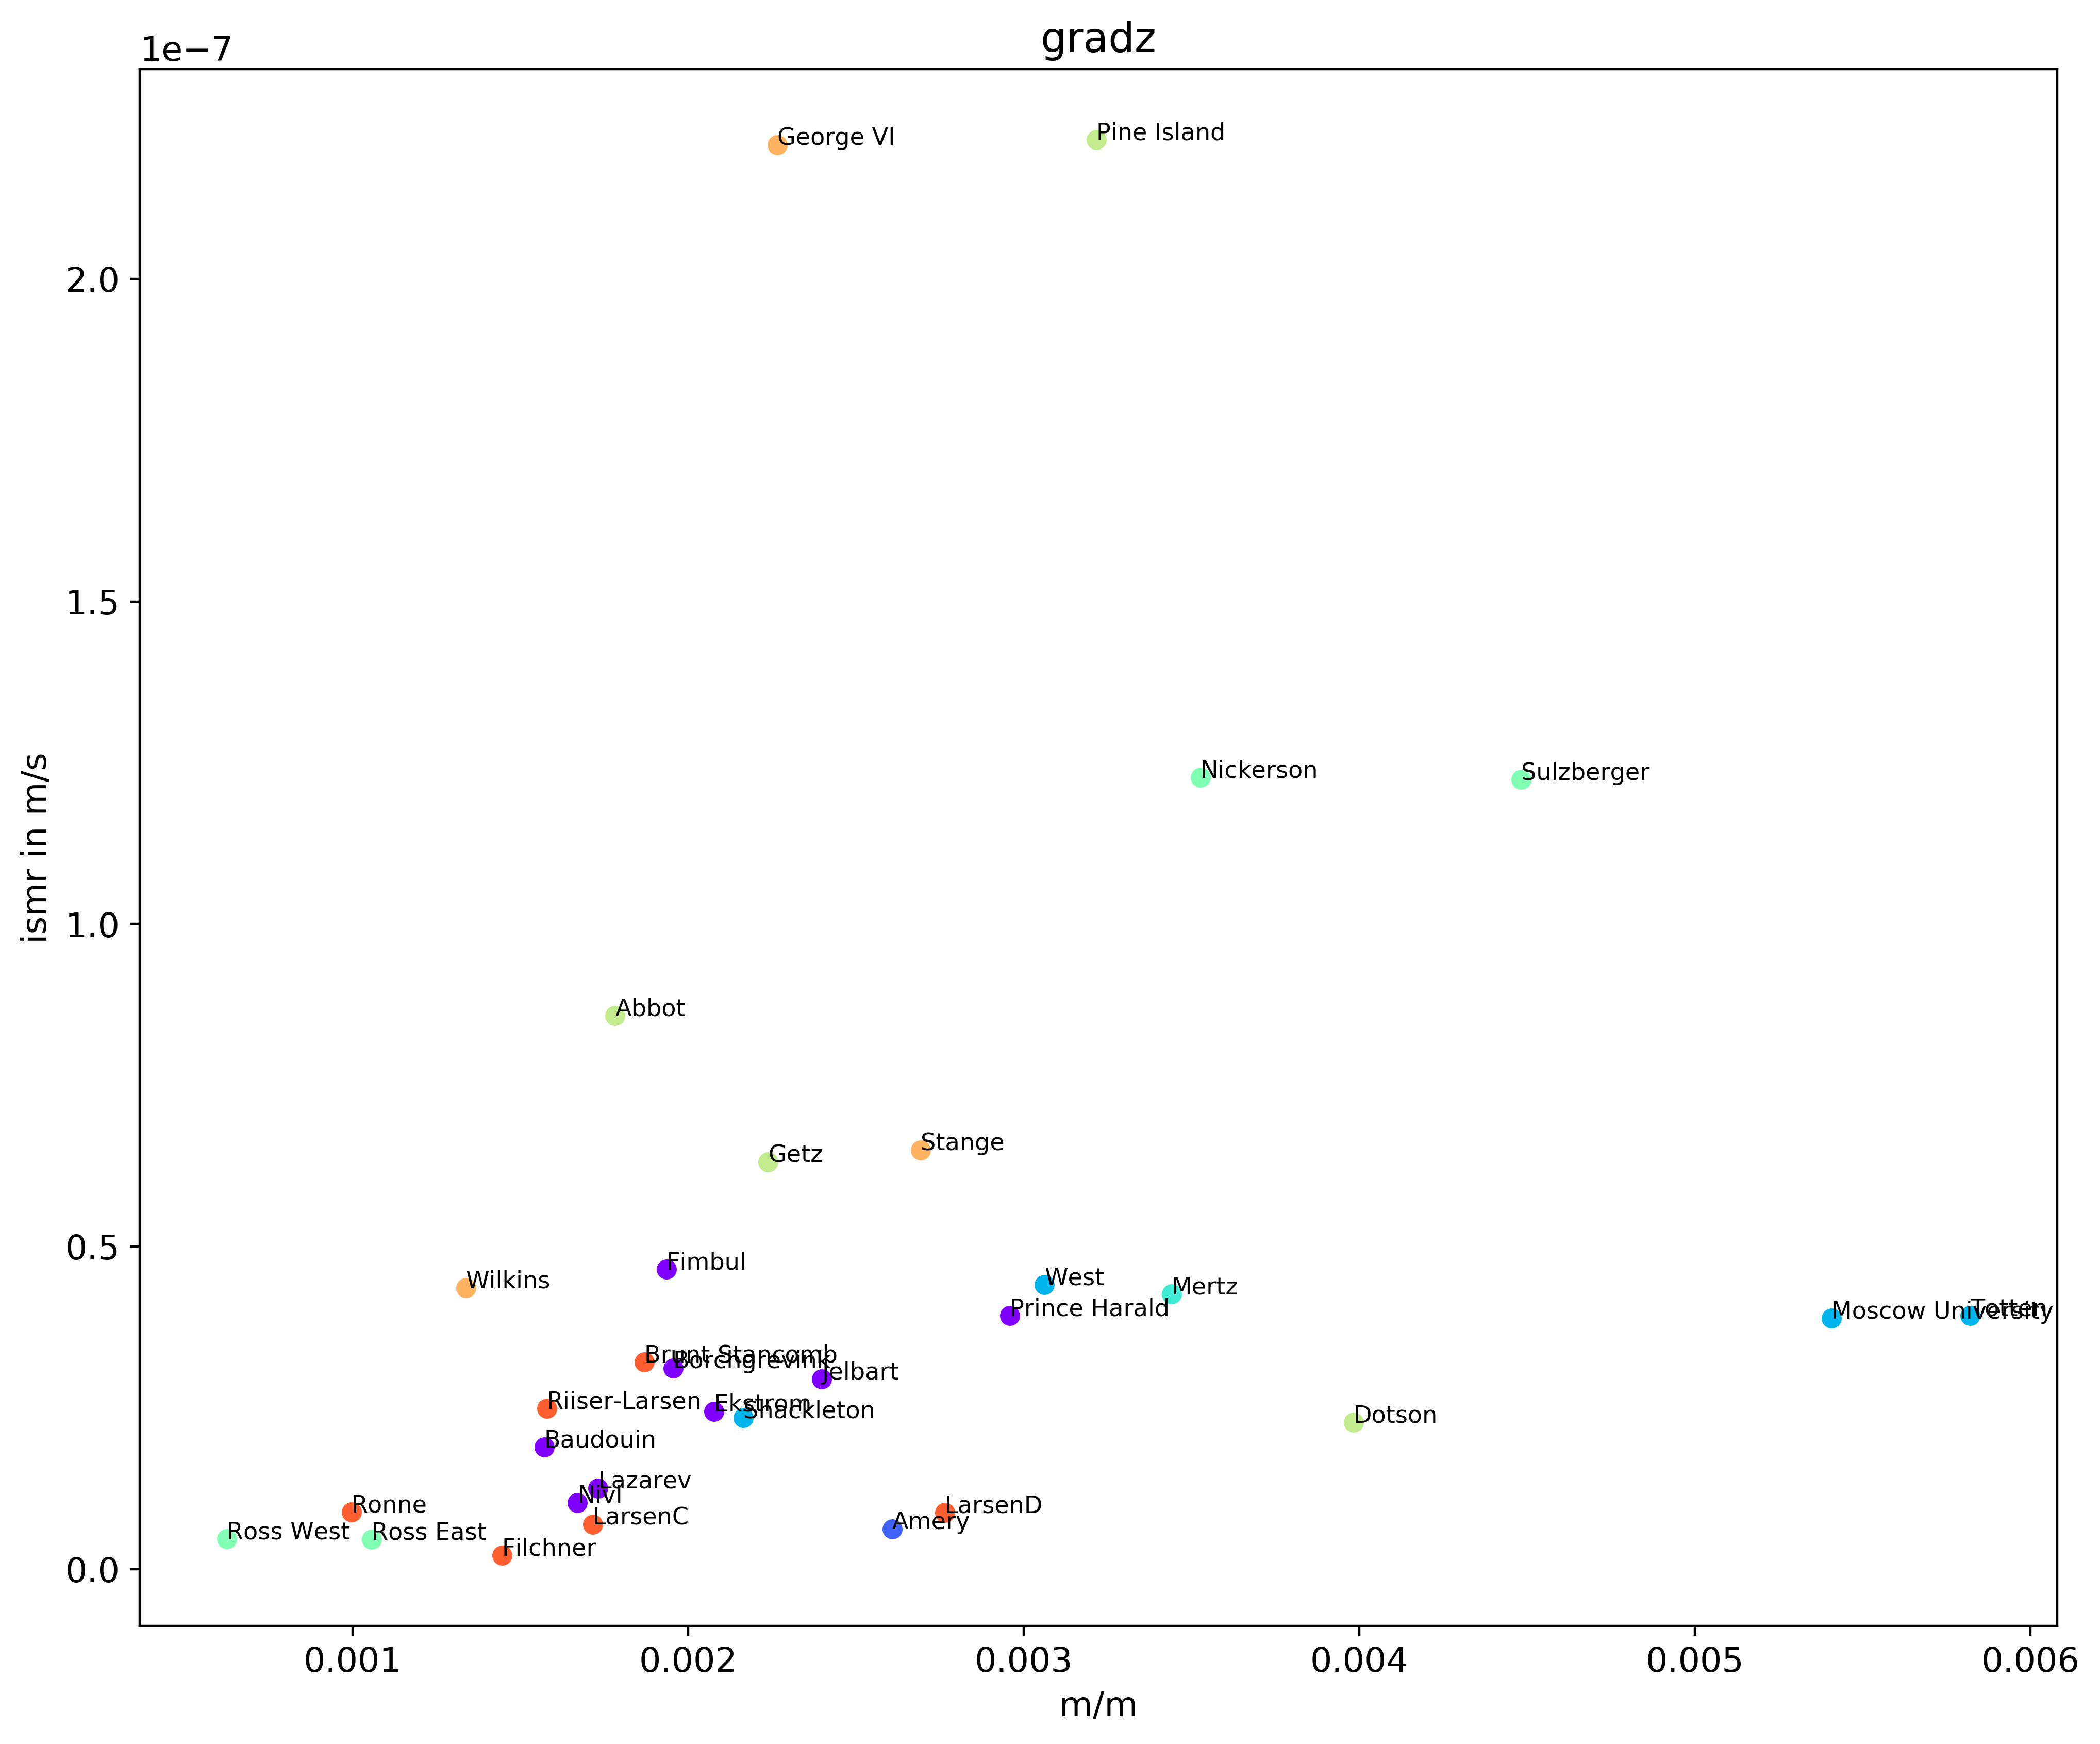 gradz
1e−7
George VI
Pine Island
2.0
1.5
Nickerson
Sulzberger
ismr in m/s
1.0
Abbot
Stange
Getz
0.5
Fimbul
Wilkins
West
Mertz
Prince Harald
Moscow University
Totten
Brunt Stancomb
Borchgrevink
Jelbart
Riiser-Larsen
Ekstrom
Shackleton
Dotson
Baudouin
Lazarev
Nivl
Ronne
LarsenC
LarsenD
Amery
Ross West
Ross East
Filchner
0.0
0.001 0.002 0.003 0.004 0.005 0.006
m/m